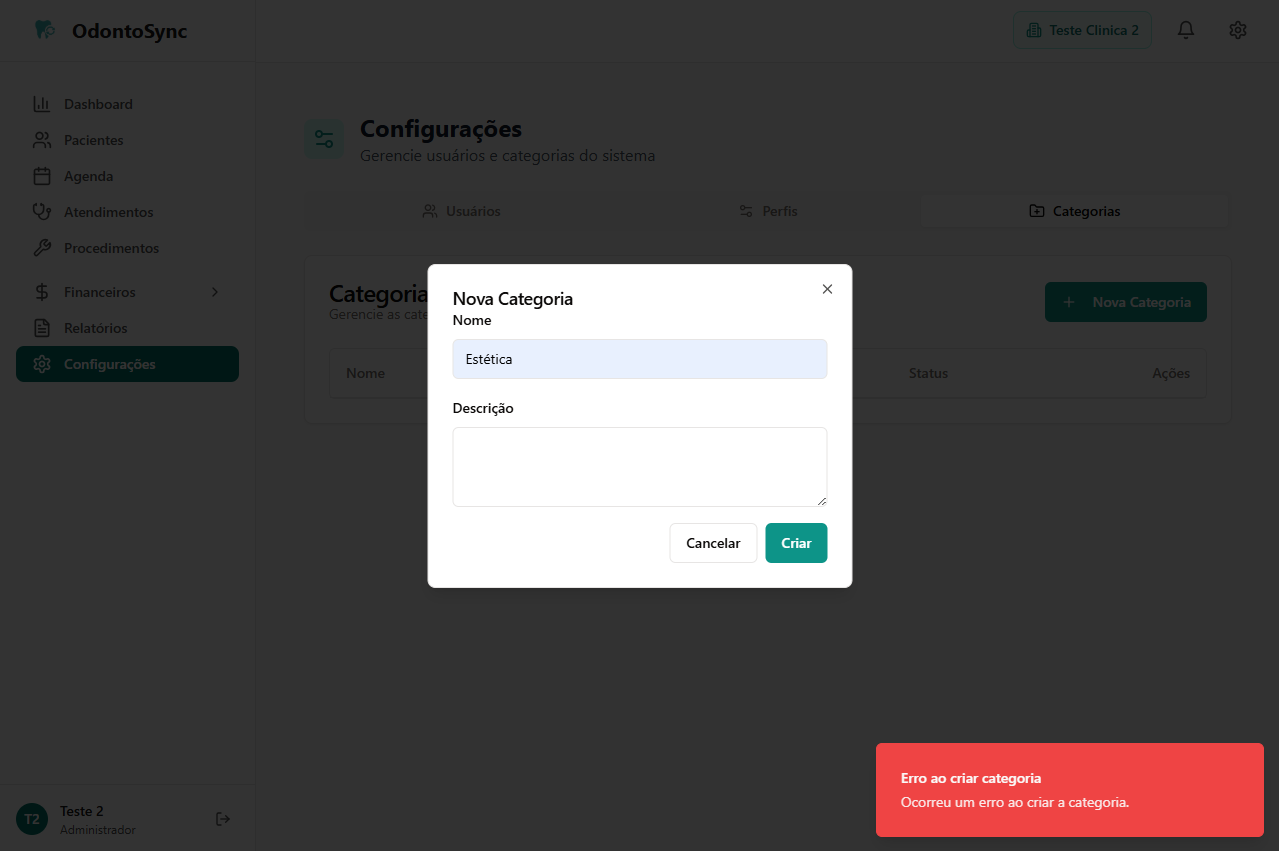 OdontoSync
Teste Clinica 2
Dashboard
Pacientes
Agenda
Atendimentos
Procedimentos
Financeiros
Relatórios
Configurações
Teste 2
Administrador
T2
Configurações
Gerencie usuários e categorias do sistema
Usuários
Perfis
Categorias
Categoria
Gerencie as cate
Nova Categoria
Nome
Status
Ações
Nova Categoria
Nome
Estética
Descrição
Cancelar
Criar
Erro ao criar categoria
Ocorreu um erro ao criar a categoria.